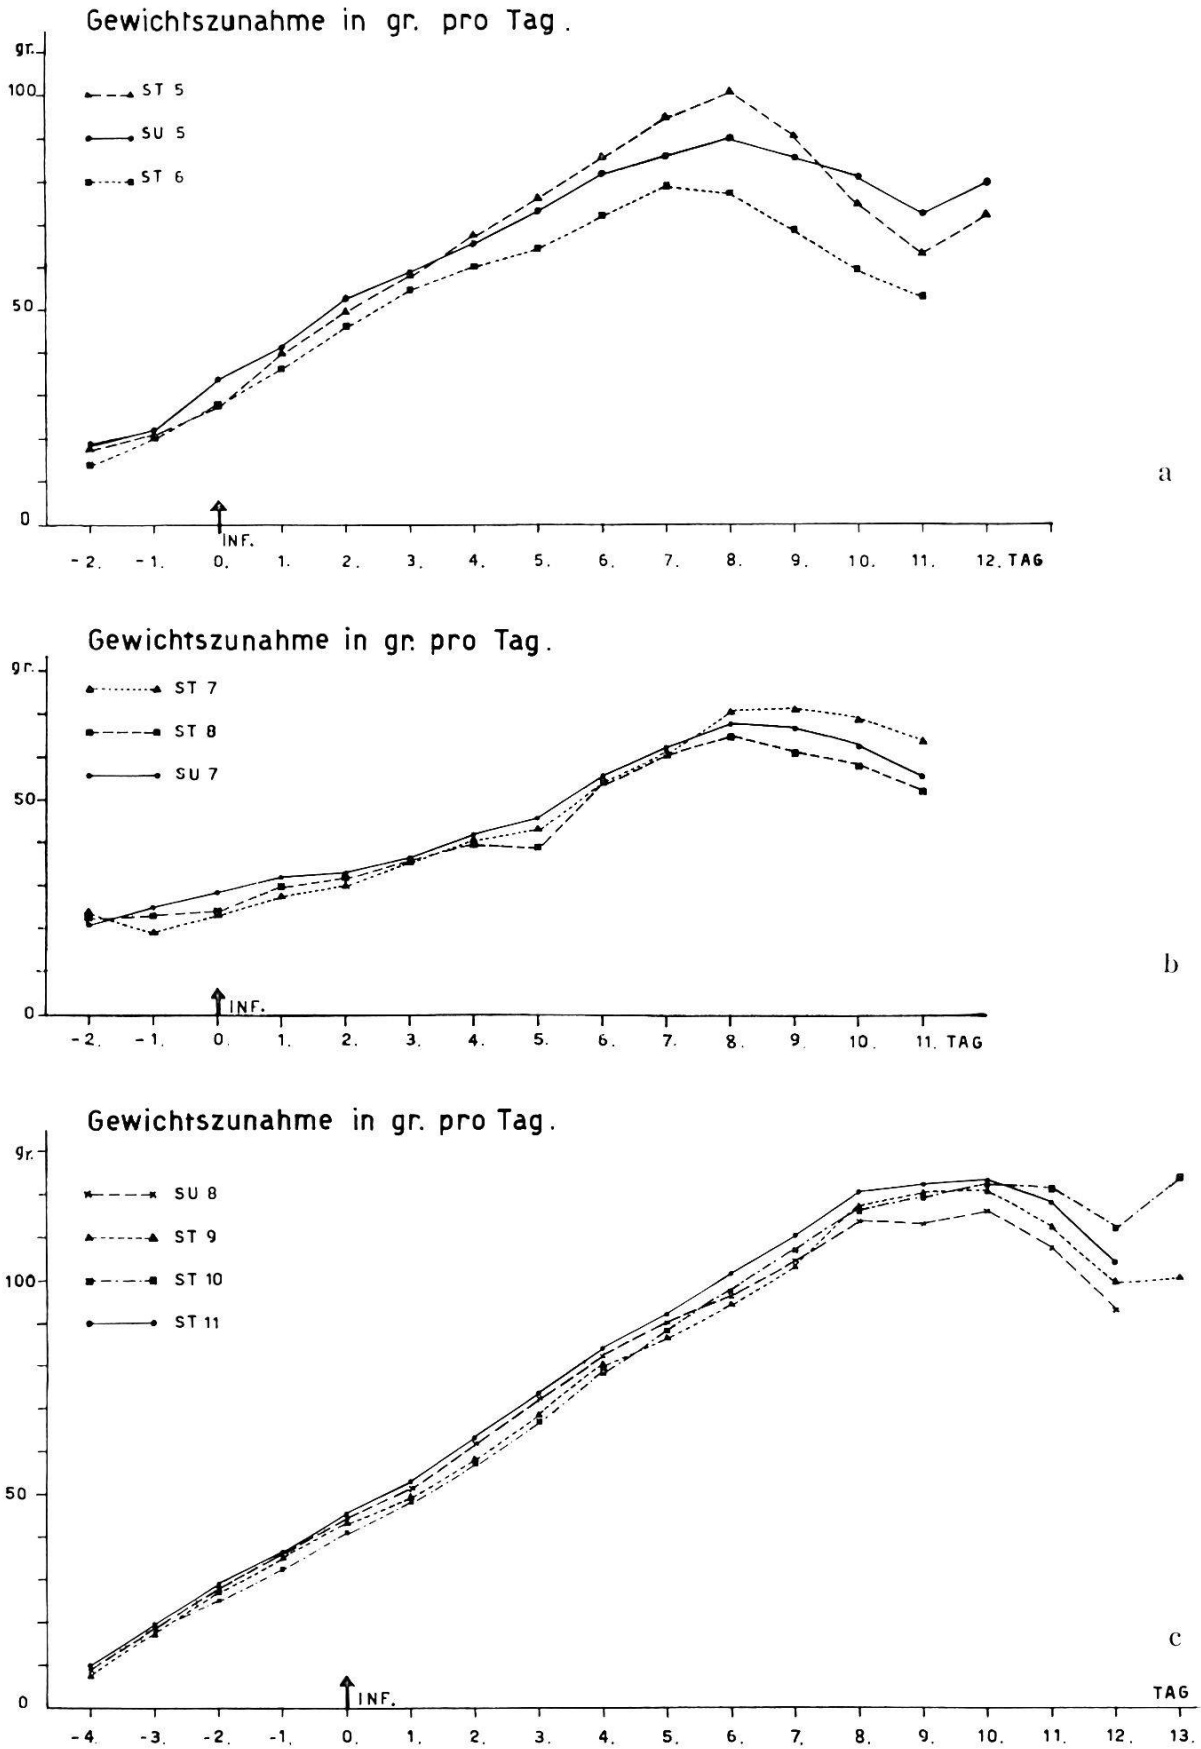 Gewichtszunahme in gr. pro Tag.
gr.
100
ST 5
SU 5
ST 6
50
a
0
INF.
-2. -1. 0. 1. 2. 3. 4. 5. 6. 7. 8. 9. 10. 11. 12. TAG
Gewichtszunahme in gr. pro Tag.
gr.
ST 7
ST 8
SU 7
50
b
0
INF.
-2. -1. 0. 1. 2. 3. 4. 5. 6. 7. 8. 9. 10. 11. TAG
Gewichtszunahme in gr. pro Tag.
gr.
SU 8
ST 9
ST 10
100
ST 11
50
c
0
INF.
TAG
-4. -3. -2. -1. 0. 1. 2. 3. 4. 5. 6. 7. 8. 9. 10. 11. 12. 13.